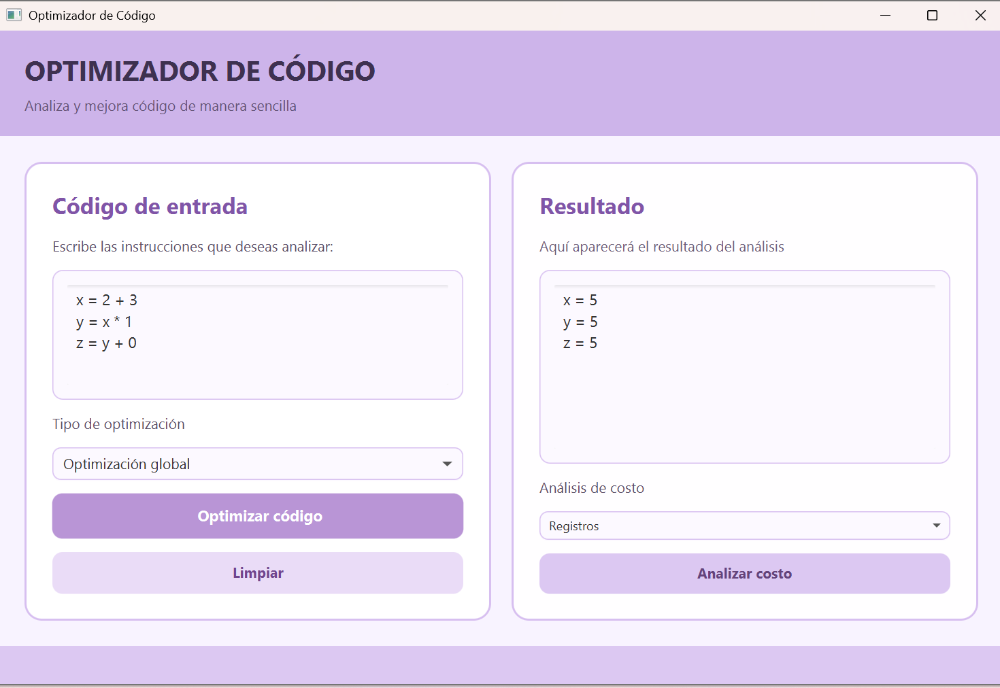 Optimizador de Código
OPTIMIZADOR DE CÓDIGO
Analiza y mejora código de manera sencilla
Código de entrada
Escribe las instrucciones que deseas analizar:
x = 2 + 3
y = x * 1
z = y + 0
Tipo de optimización
Optimización global
Optimizar código
Limpiar
Resultado
Aquí aparecerá el resultado del análisis
x = 5
y = 5
z = 5
Análisis de costo
Registros
Analizar costo